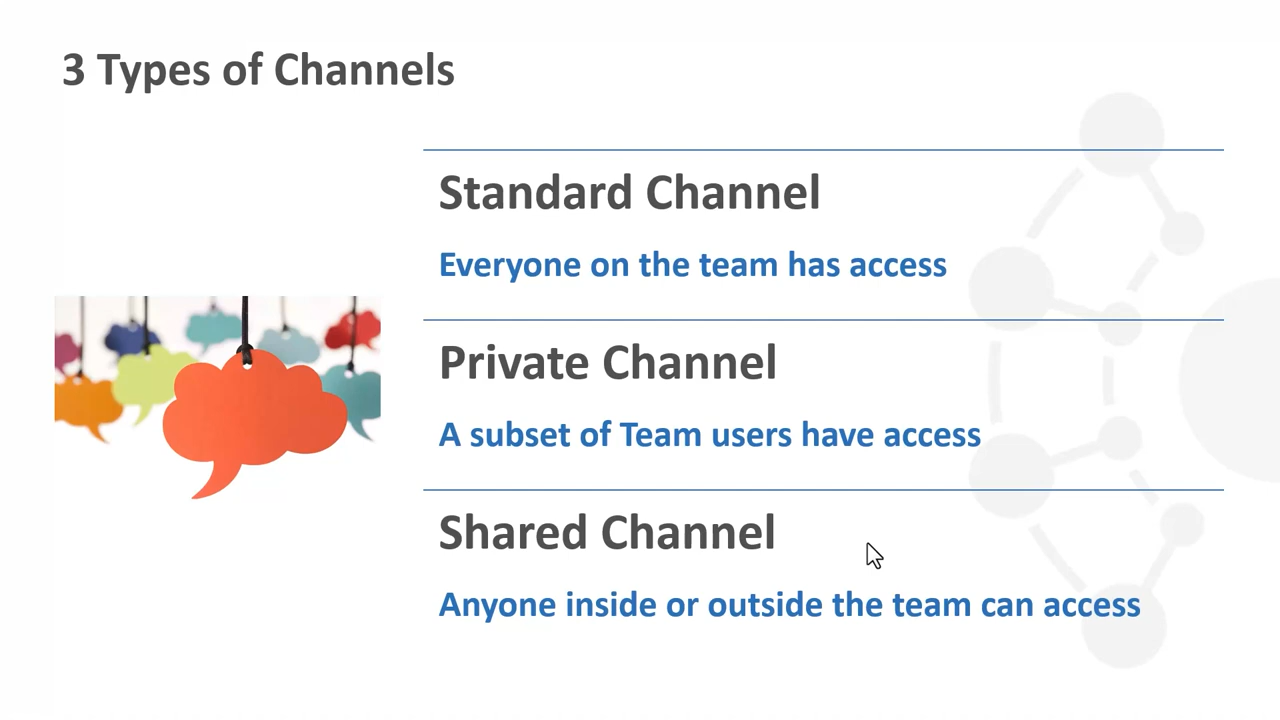 3 Types of Channels
Standard Channel
Everyone on the team has access
Private Channel
A subset of Team users have access
Shared Channel
Anyone inside or outside the team can access